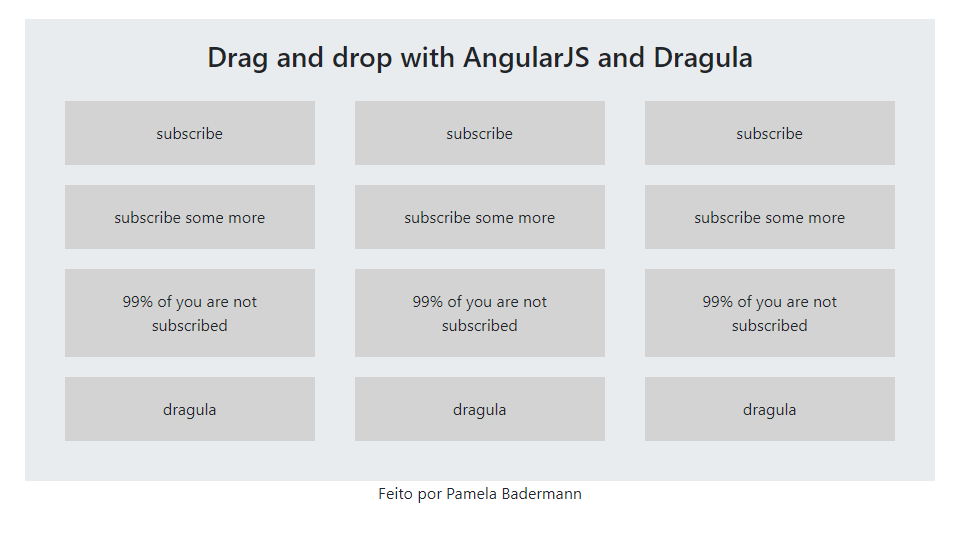 Drag and drop with AngularJS and Dragula
subscribe
subscribe
subscribe
subscribe some more
subscribe some more
subscribe some more
99% of you are not
subscribed
99% of you are not
subscribed
99% of you are not
subscribed
dragula
dragula
dragula
Feito por Pamela Badermann